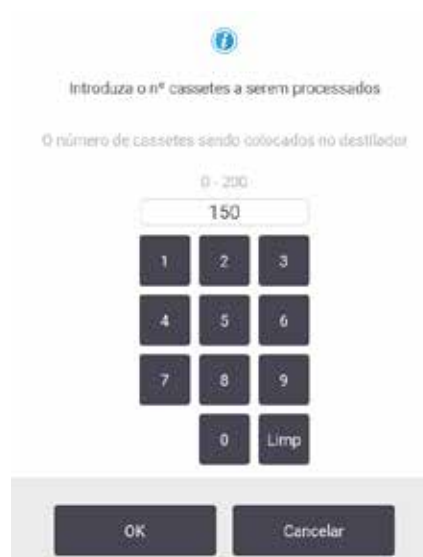 Introduza o nº cassetes a serem processados
O número de cassetes sendo colocados no destilador
0 - 200
150
1 2 3
4 5 6
7 8 9
0 Limp
OK Cancelar